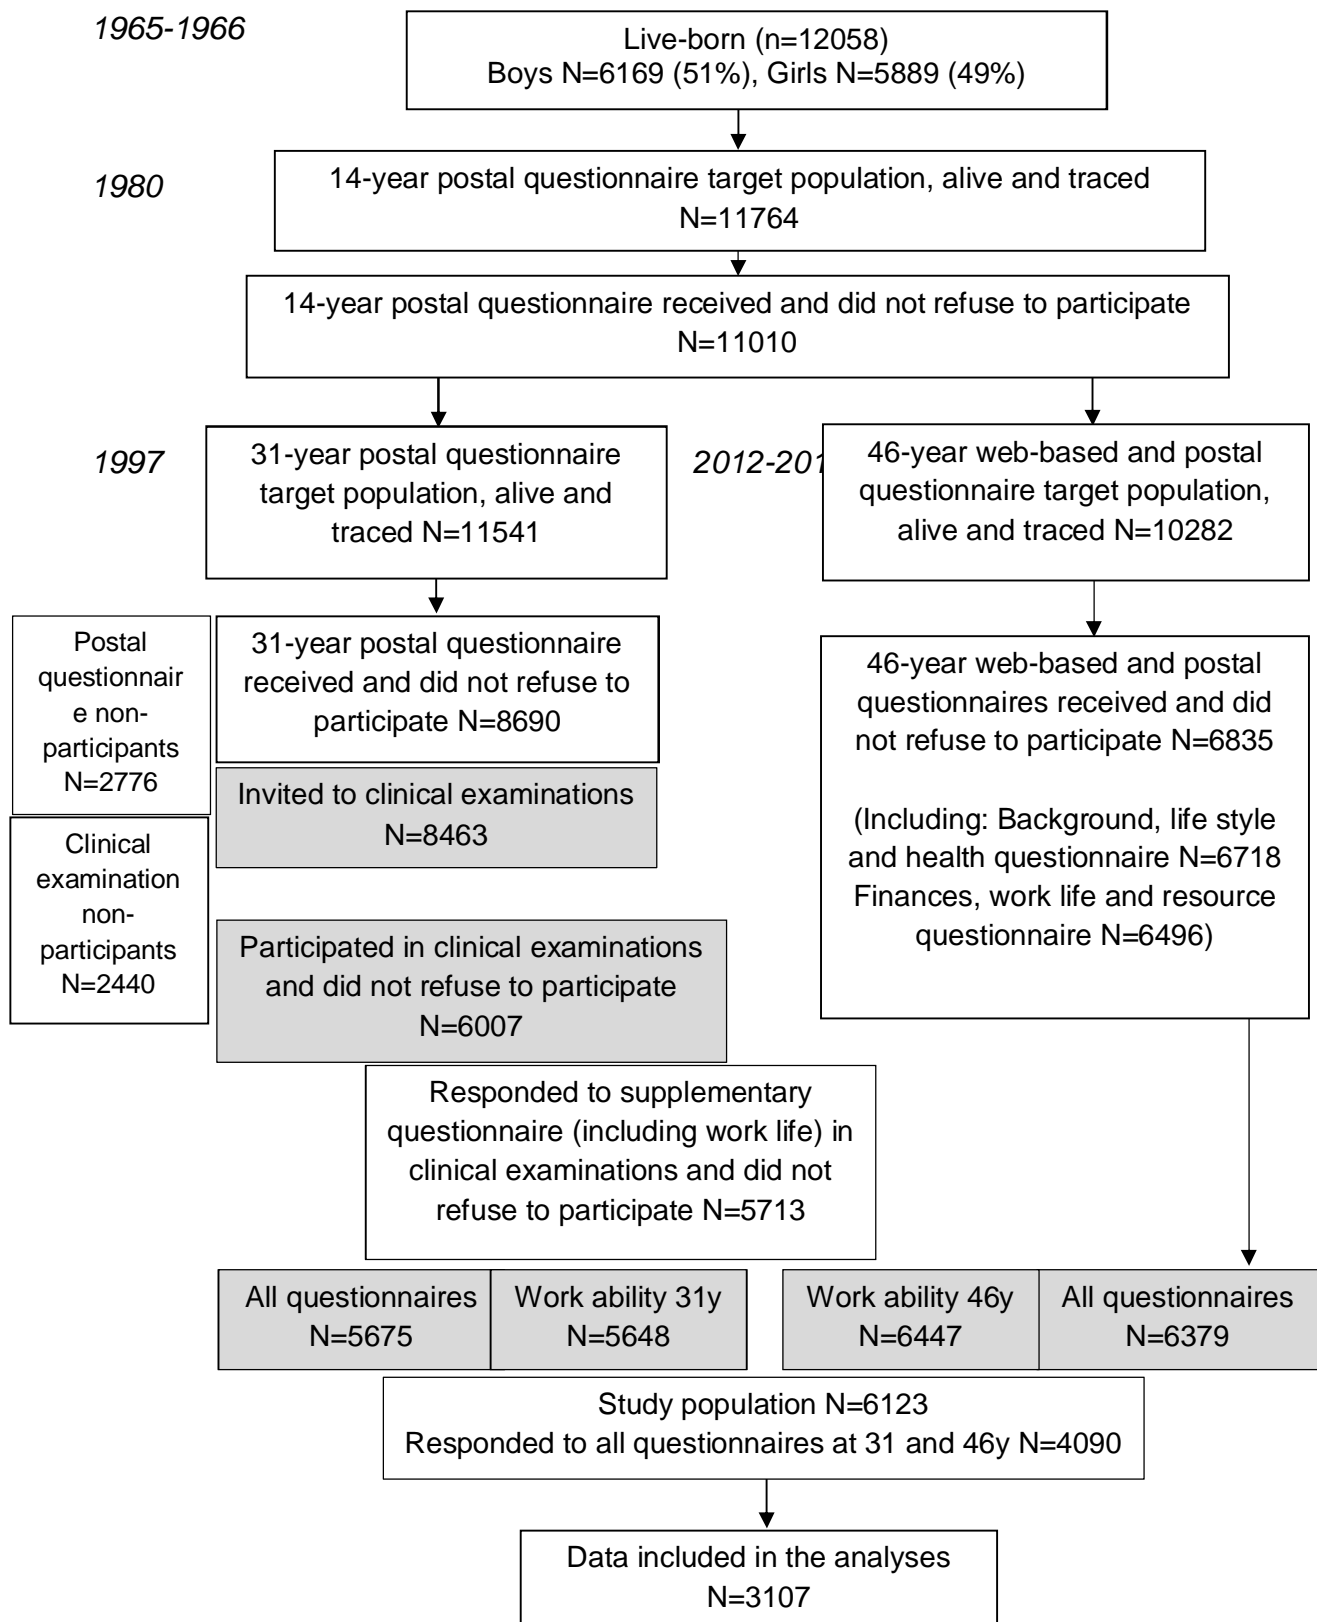 1965-1966
Live-born (n=12058)
Boys N=6169 (51%), Girls N=5889 (49%)
1980
14-year postal questionnaire target population, alive and traced
N=11764
14-year postal questionnaire received and did not refuse to participate
N=11010
1997
31-year postal questionnaire
target population, alive and
traced N=11541
2012-201
46-year web-based and postal
questionnaire target population,
alive and traced N=10282
Postal
questionnair
e non-
participants
N=2776
31-year postal questionnaire
received and did not refuse to
participate N=8690
Invited to clinical examinations
N=8463
Clinical
examination
non-
participants
N=2440
Participated in clinical examinations
and did not refuse to participate
N=6007
46-year web-based and postal
questionnaires received and did
not refuse to participate N=6835
(Including: Background, life style
and health questionnaire N=6718
Finances, work life and resource
questionnaire N=6496)
Responded to supplementary
questionnaire (including work life) in
clinical examinations and did not
refuse to participate N=5713
All questionnaires
N=5675
Work ability 31y
N=5648
Work ability 46y
N=6447
All questionnaires
N=6379
Study population N=6123
Responded to all questionnaires at 31 and 46y N=4090
Data included in the analyses
N=3107